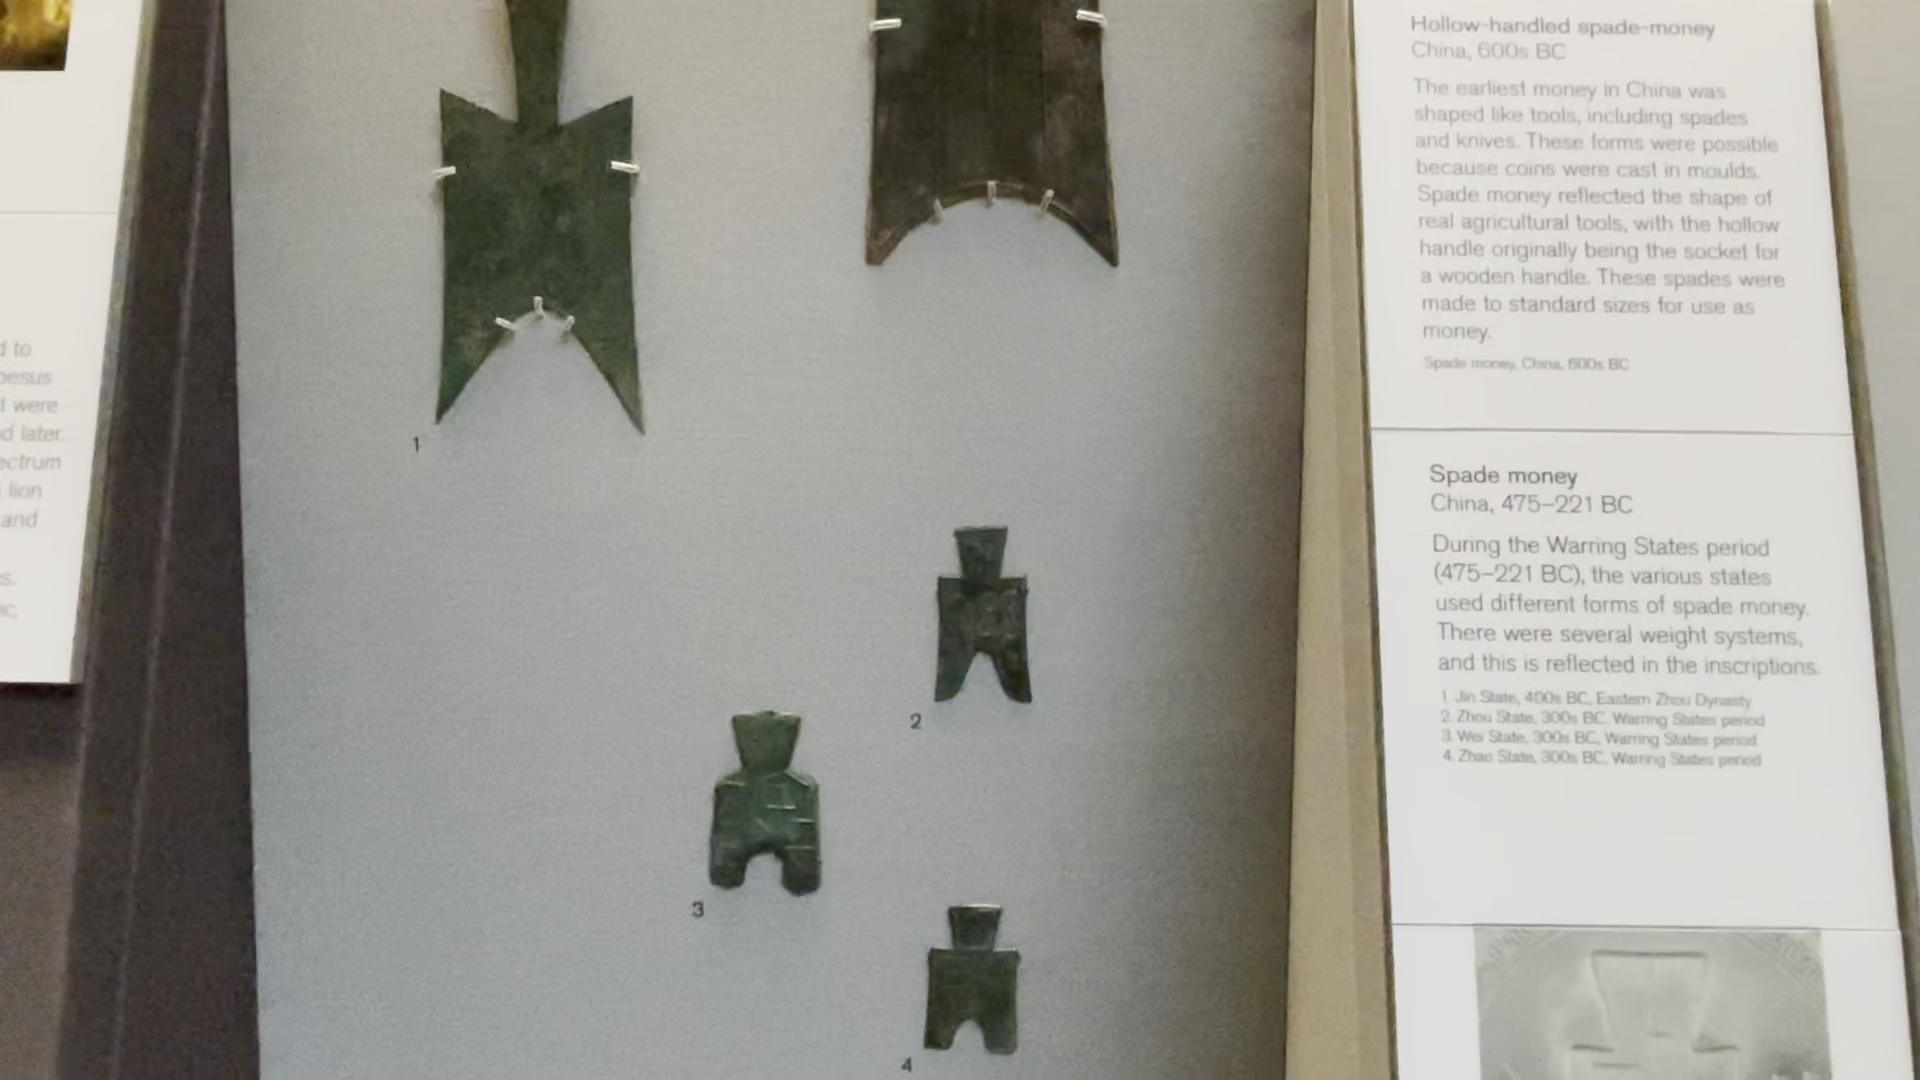 d to
oesus
t were
d later.
ectrum
lion
and
s.
1
2
3
4
Hollow-handled spade-money
China, 600s BC
The earliest money in China was
shaped like tools, including spades
and knives. These forms were possible
because coins were cast in moulds.
Spade money reflected the shape of
real agricultural tools, with the hollow
handle originally being the socket for
a wooden handle. These spades were
made to standard sizes for use as
money.
Spade money, China, 600s BC
Spade money
China, 475–221 BC
During the Warring States period
(475–221 BC), the various states
used different forms of spade money.
There were several weight systems,
and this is reflected in the inscriptions.
1. Jin State, 400s BC, Eastern Zhou Dynasty
2. Zhou State, 300s BC, Warring States period
3. Wei State, 300s BC, Warring States period
4. Zhao State, 300s BC, Warring States period